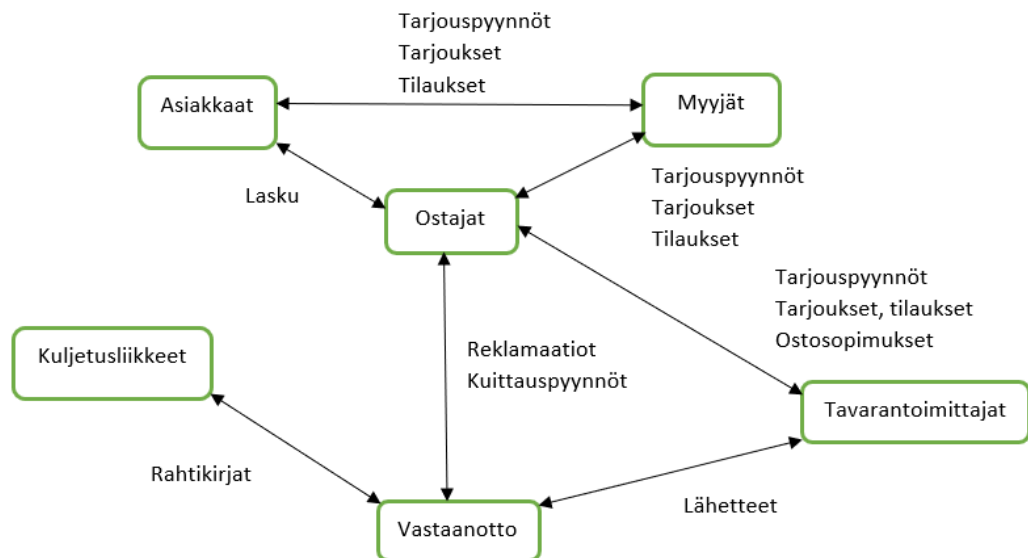 Tarjouspyynnöt
Tarjoukset
Tilaukset
Asiakkaat
Myyjät
Lasku
Ostajat
Tarjouspyynnöt
Tarjoukset
Tilaukset
Tarjouspyynnöt
Tarjoukset, tilaukset
Ostosopimukset
Kuljetusliikkeet
Reklamaatiot
Kuittauspyynnöt
Tavarantoimittajat
Rahtikirjat
Lähetteet
Vastaanotto